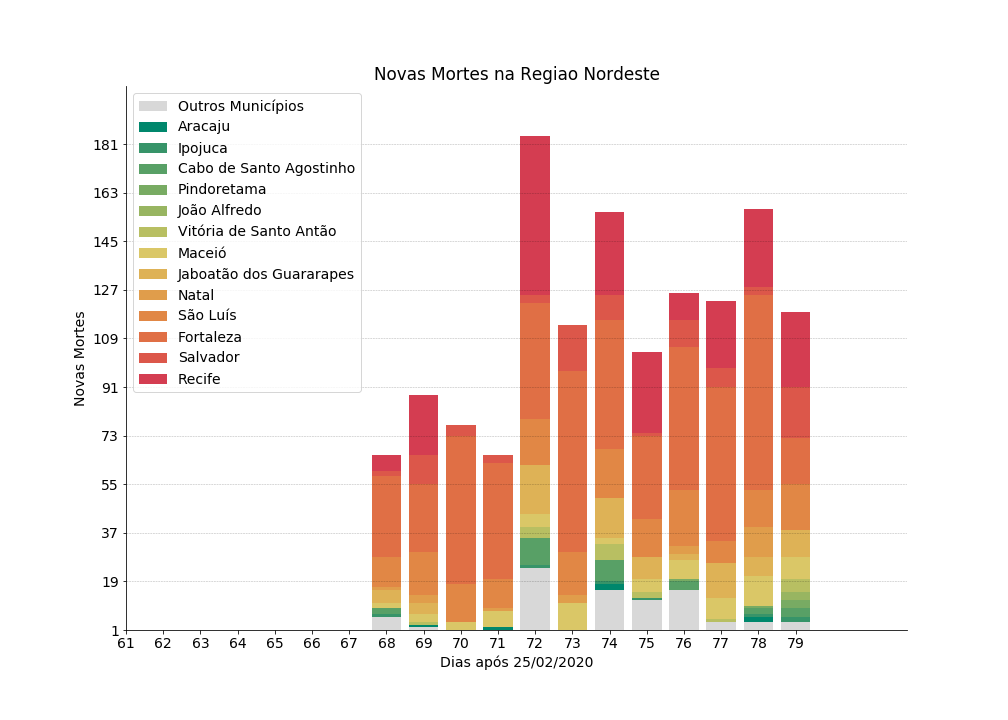 Novas Mortes na Regiao Nordeste
Outros Municípios
Aracaju
Ipojuca
Cabo de Santo Agostinho
Pindoretama
João Alfredo
Vitória de Santo Antão
Maceió
Jaboatão dos Guararapes
Natal
São Luís
Fortaleza
Salvador
Recife
Novas Mortes
181
163
145
127
109
91
73
55
37
19
1
61 62 63 64 65 66 67 68 69 70 71 72 73 74 75 76 77 78 79
Dias após 25/02/2020